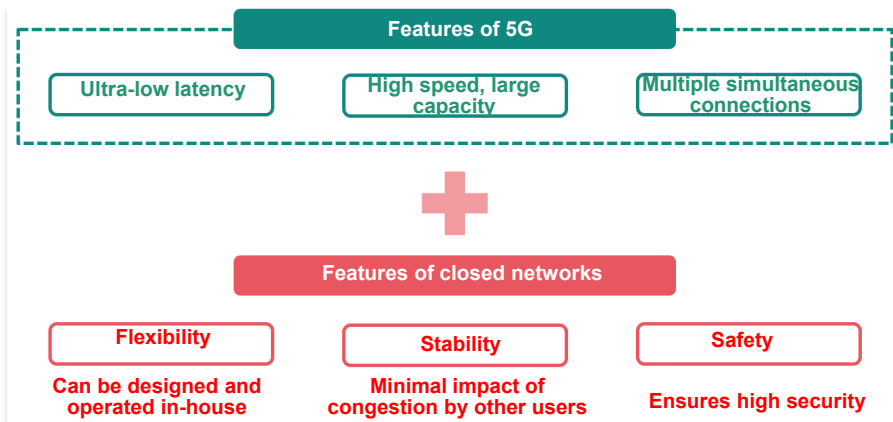 Features of 5G
Ultra-low latency
High speed, large
capacity
Multiple simultaneous
connections
Features of closed networks
Flexibility
Stability
Safety
Can be designed and
operated in-house
Minimal impact of
congestion by other users
Ensures high security